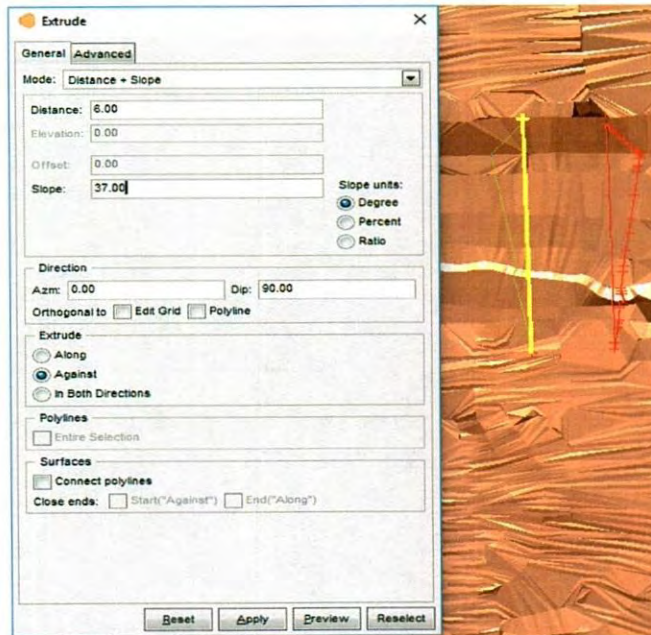 Extrude
General Advanced
Mode: Distance + Slope
Distance: 6.00
Elevation: 0.00
Offset: 0.00
Slope: 37.00
Slope units:
Degree
Percent
Ratio
Direction
Azm: 0.00 Dip: 90.00
Orthogonal to Edit Grid Polyline
Extrude
Along
Against
In Both Directions
Polylines
Entire Selection
Surfaces
Connect polylines
Close ends: Start("Against") End("Along")
Reset Apply Preview Reselect